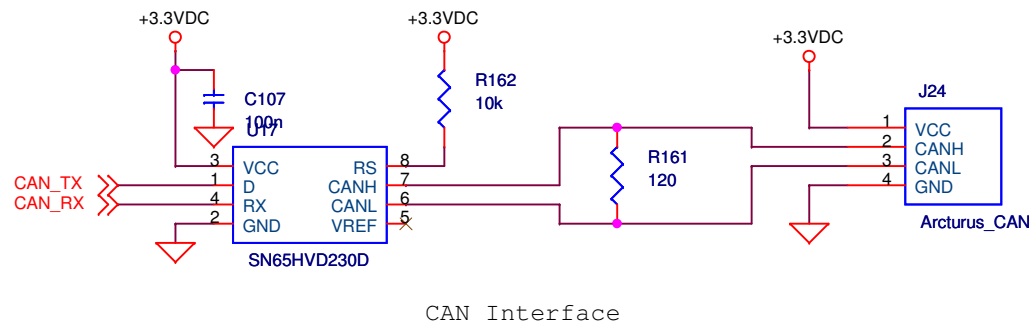 +3.3VDC
+3.3VDC
+3.3VDC
C107
100n
R162
10k
J24
U17
R161
120
1 VCC
2 CANH
3 CANL
4 GND
Arcturus_CAN
CAN_TX
CAN_RX
3 VCC RS 8
1 D CANH 7
4 RX CANL 6
2 GND VREF 5
SN65HVD230D
CAN Interface